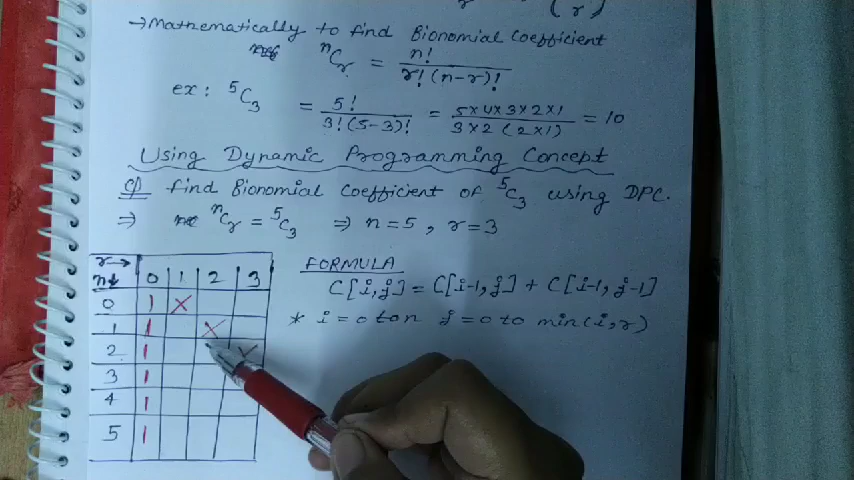 (r)
→Mathematically to find Bionomial Coefficient
nCr = n! / r!(n-r)!
ex: 5C3 = 5! / 3!(5-3)! = 5×4×3×2×1 / 3×2(2×1) = 10
Using Dynamic Programming Concept
Q) find Bionomial Coefficient of 5C3 using DPC.
⇒ nCr = 5C3 ⇒ n=5, r=3
FORMULA
C[i,j] = C[i-1,j] + C[i-1,j-1]
* i=0 to n j=0 to min(i,r)
r→ 0 1 2 3
n↓
0 1 X
1 1 X
2 1
3 1
4 1
5 1